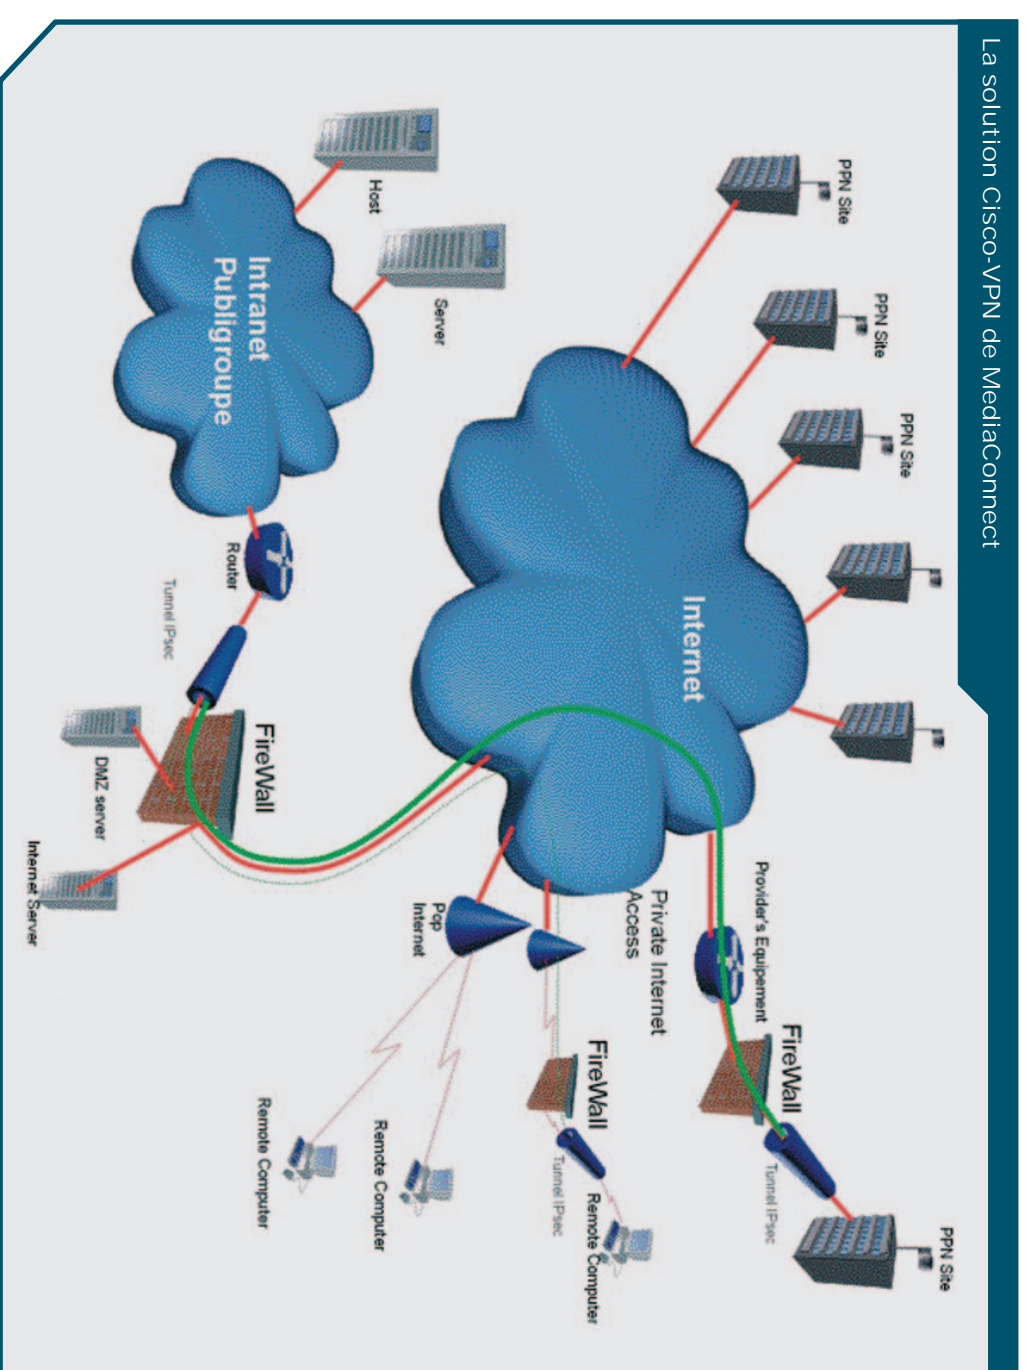 La solution Cisco-VPN de MediaConnect
PPN Site
PPN Site
PPN Site
Host
Server
Intranet
Publigroupe
Internet
Router
Tunnel IPsec
FireWall
DMZ server
Internet Server
Pop
Internet
Private Internet
Access
Provider's Equipement
FireWall
Tunnel IPsec
PPN Site
FireWall
Tunnel IPsec
Remote Computer
Remote Computer
Remote Computer